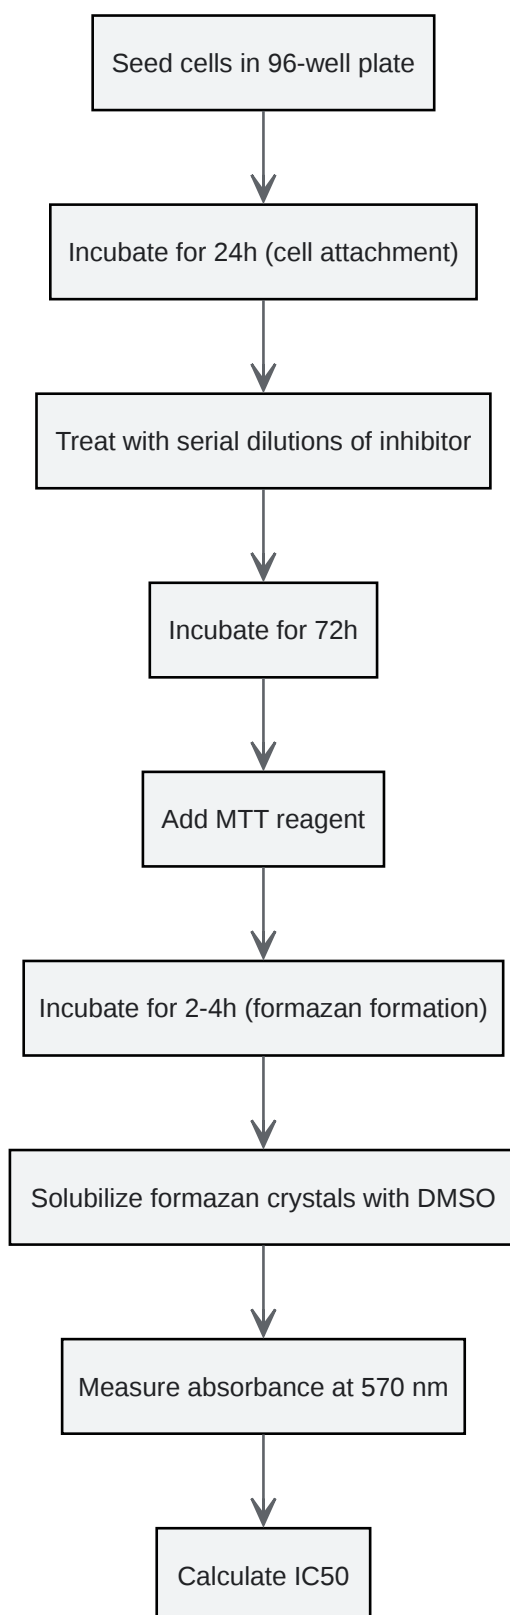 Seed cells in 96-well plate
Incubate for 24h (cell attachment)
Treat with serial dilutions of inhibitor
Incubate for 72h
Add MTT reagent
Incubate for 2-4h (formazan formation)
Solubilize formazan crystals with DMSO
Measure absorbance at 570 nm
Calculate IC50